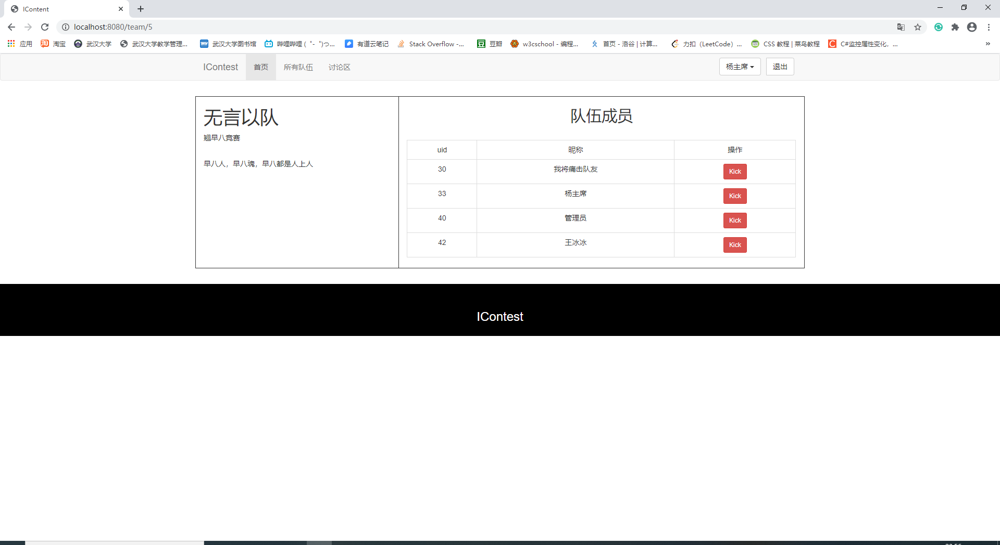 IContent
localhost:8080/team/5
应用 淘宝 武汉大学 武汉大学教学管理... 武汉大学图书馆 哔哩哔哩 ( ゜- ゜)つ... 有道云笔记 Stack Overflow -... 豆瓣 w3cschool - 编程... 首页 - 洛谷 | 计算... 力扣（LeetCode）... CSS 教程 | 菜鸟教程 C#监控属性变化，... »
IContest 首页 所有队伍 讨论区 杨主席 退出
无言以队
翘早八竞赛
早八人，早八魂，早八都是人上人
队伍成员
uid 昵称 操作
30 我将痛击队友 Kick
33 杨主席 Kick
40 管理员 Kick
42 王冰冰 Kick
IContest